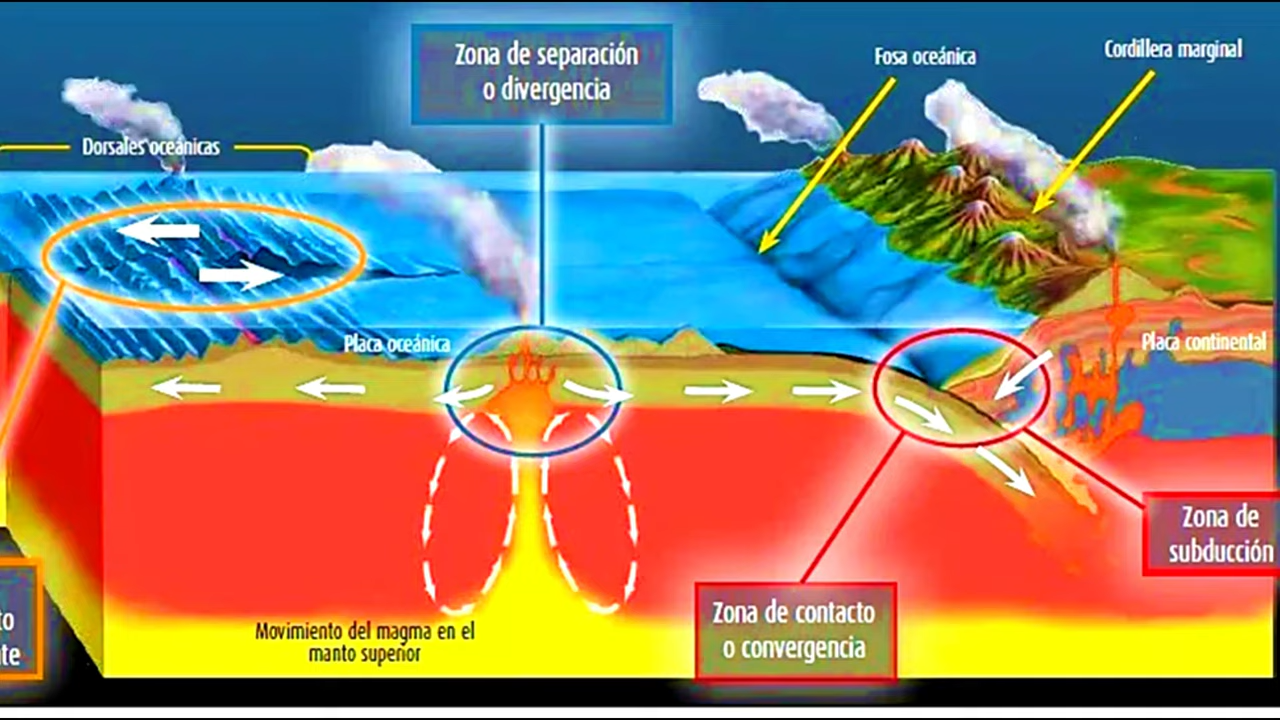 Zona de separación
o divergencia
Fosa oceánica
Cordillera marginal
Dorsales oceánicas
Placa oceánica
Placa continental
Zona de
subducción
Zona de contacto
o convergencia
Movimiento del magma en el
manto superior